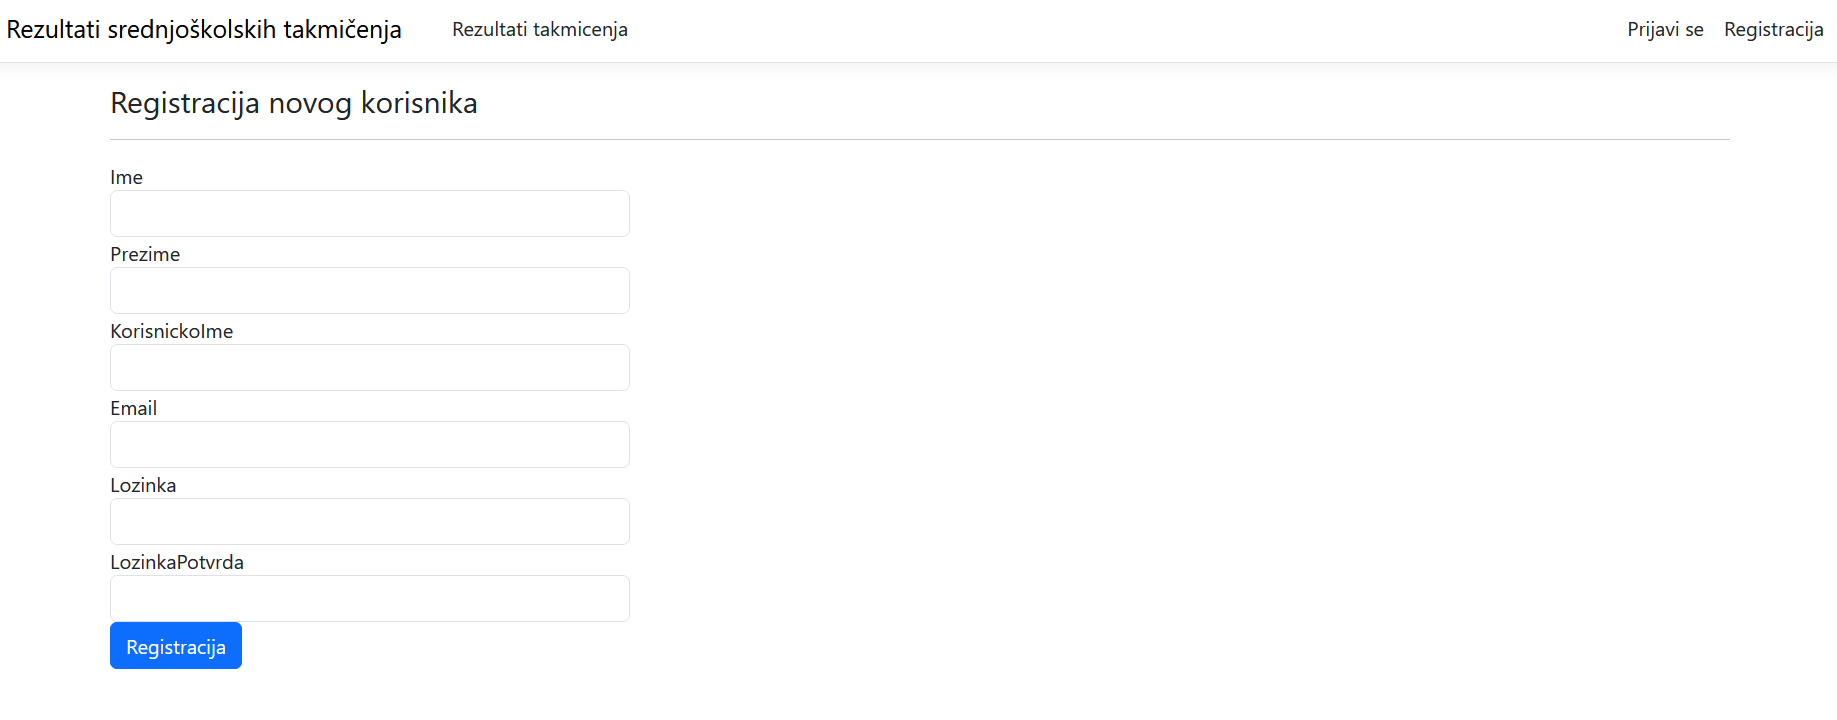 Rezultati srednjoškolskih takmičenja Rezultati takmicenja Prijavi se Registracija
Registracija novog korisnika
Ime
Prezime
KorisnickoIme
Email
Lozinka
LozinkaPotvrda
Registracija